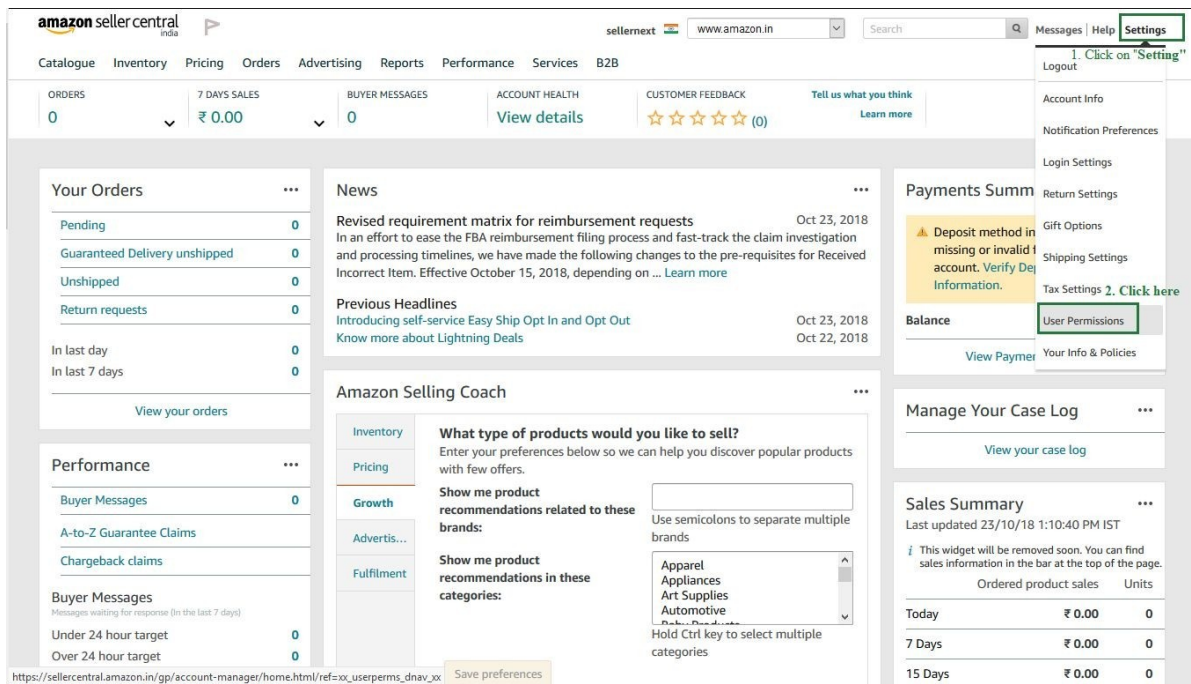 amazon seller central
india
sellernext
www.amazon.in
Search
Messages | Help
Settings
1. Click on "Setting"
Catalogue Inventory Pricing Orders Advertising Reports Performance Services B2B
ORDERS
0
7 DAYS SALES
₹ 0.00
BUYER MESSAGES
0
ACCOUNT HEALTH
View details
CUSTOMER FEEDBACK
(0)
Tell us what you think
Learn more
Logout
Account Info
Notification Preferences
Login Settings
Return Settings
Gift Options
Shipping Settings
Tax Settings
2. Click here
User Permissions
Your Info & Policies
Your Orders
Pending 0
Guaranteed Delivery unshipped 0
Unshipped 0
Return requests 0
In last day 0
In last 7 days 0
View your orders
Performance
Buyer Messages 0
A-to-Z Guarantee Claims
Chargeback claims
Buyer Messages
Messages waiting for response (In the last 7 days)
Under 24 hour target 0
Over 24 hour target 0
https://sellercentral.amazon.in/gp/account-manager/home.html/ref=xx_userperms_dnav_xx
News
Revised requirement matrix for reimbursement requests Oct 23, 2018
In an effort to ease the FBA reimbursement filing process and fast-track the claim investigation
and processing timelines, we have made the following changes to the pre-requisites for Received
Incorrect Item. Effective October 15, 2018, depending on ... Learn more
Previous Headlines
Introducing self-service Easy Ship Opt In and Opt Out Oct 23, 2018
Know more about Lightning Deals Oct 22, 2018
Amazon Selling Coach
Inventory
Pricing
Growth
Advertis...
Fulfilment
What type of products would you like to sell?
Enter your preferences below so we can help you discover popular products
with few offers.
Show me product
recommendations related to these
brands:
Use semicolons to separate multiple
brands
Show me product
recommendations in these
categories:
Apparel
Appliances
Art Supplies
Automotive
Baby Products
Hold Ctrl key to select multiple
categories
Save preferences
Payments Summ
Deposit method in
missing or invalid f
account. Verify De
Information.
Balance
View Payme
Manage Your Case Log
View your case log
Sales Summary
Last updated 23/10/18 1:10:40 PM IST
i This widget will be removed soon. You can find
sales information in the bar at the top of the page.
Ordered product sales Units
Today ₹ 0.00 0
7 Days ₹ 0.00 0
15 Days ₹ 0.00 0